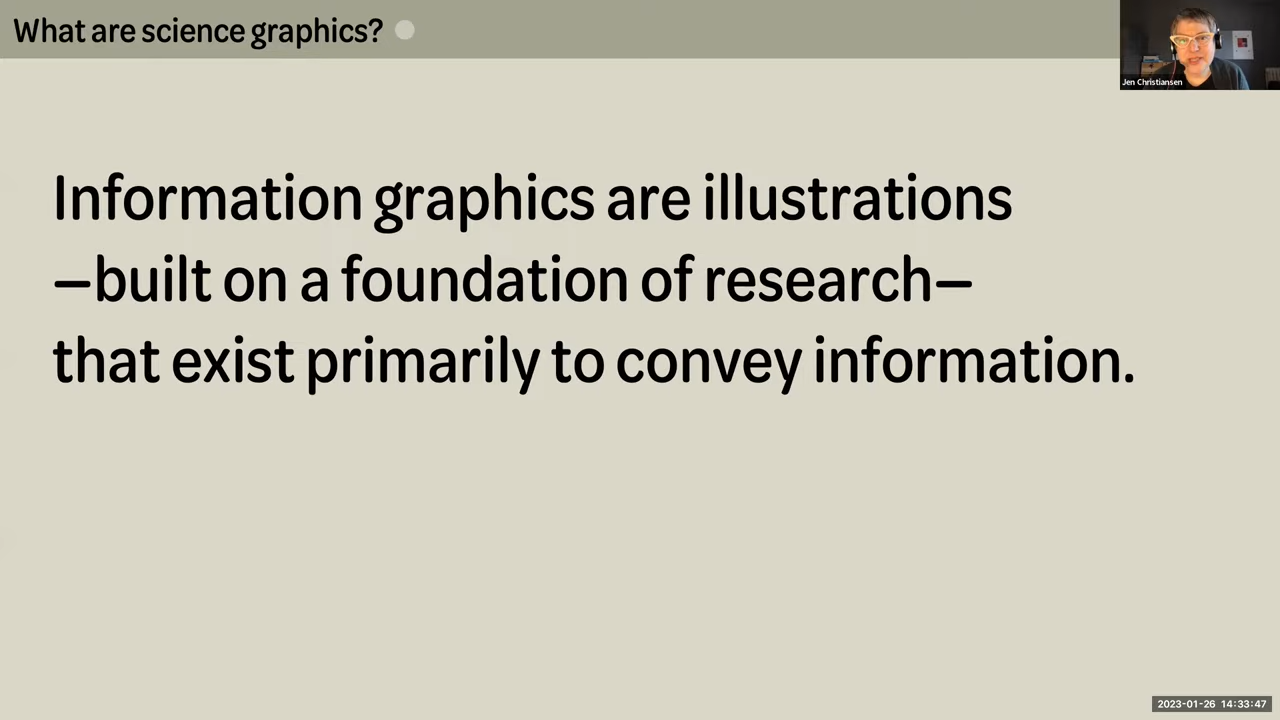 What are science graphics?
Jen Christiansen
Information graphics are illustrations
—built on a foundation of research—
that exist primarily to convey information.
2023-01-26 14:33:47